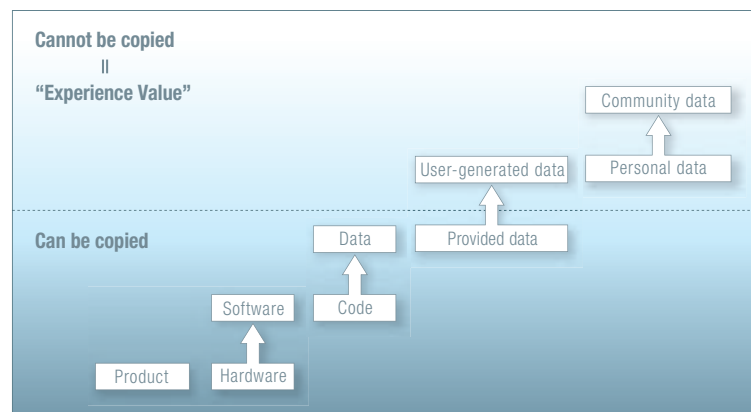 Cannot be copied
=
“Experience Value”
Community data
User-generated data
Personal data
Can be copied
Data
Provided data
Software
Code
Product
Hardware